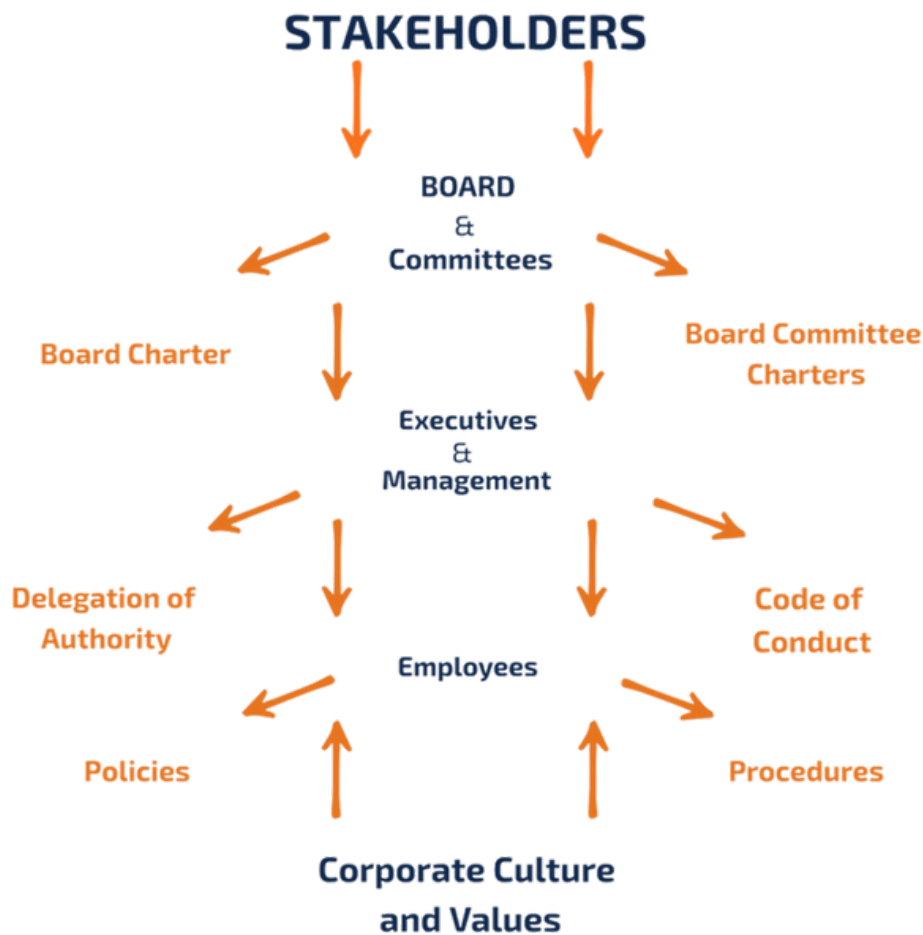 STAKEHOLDERS
BOARD
&
Committees
Board Charter
Board Committee
Charters
Executives
&
Management
Delegation of
Authority
Code of
Conduct
Employees
Policies
Procedures
Corporate Culture
and Values